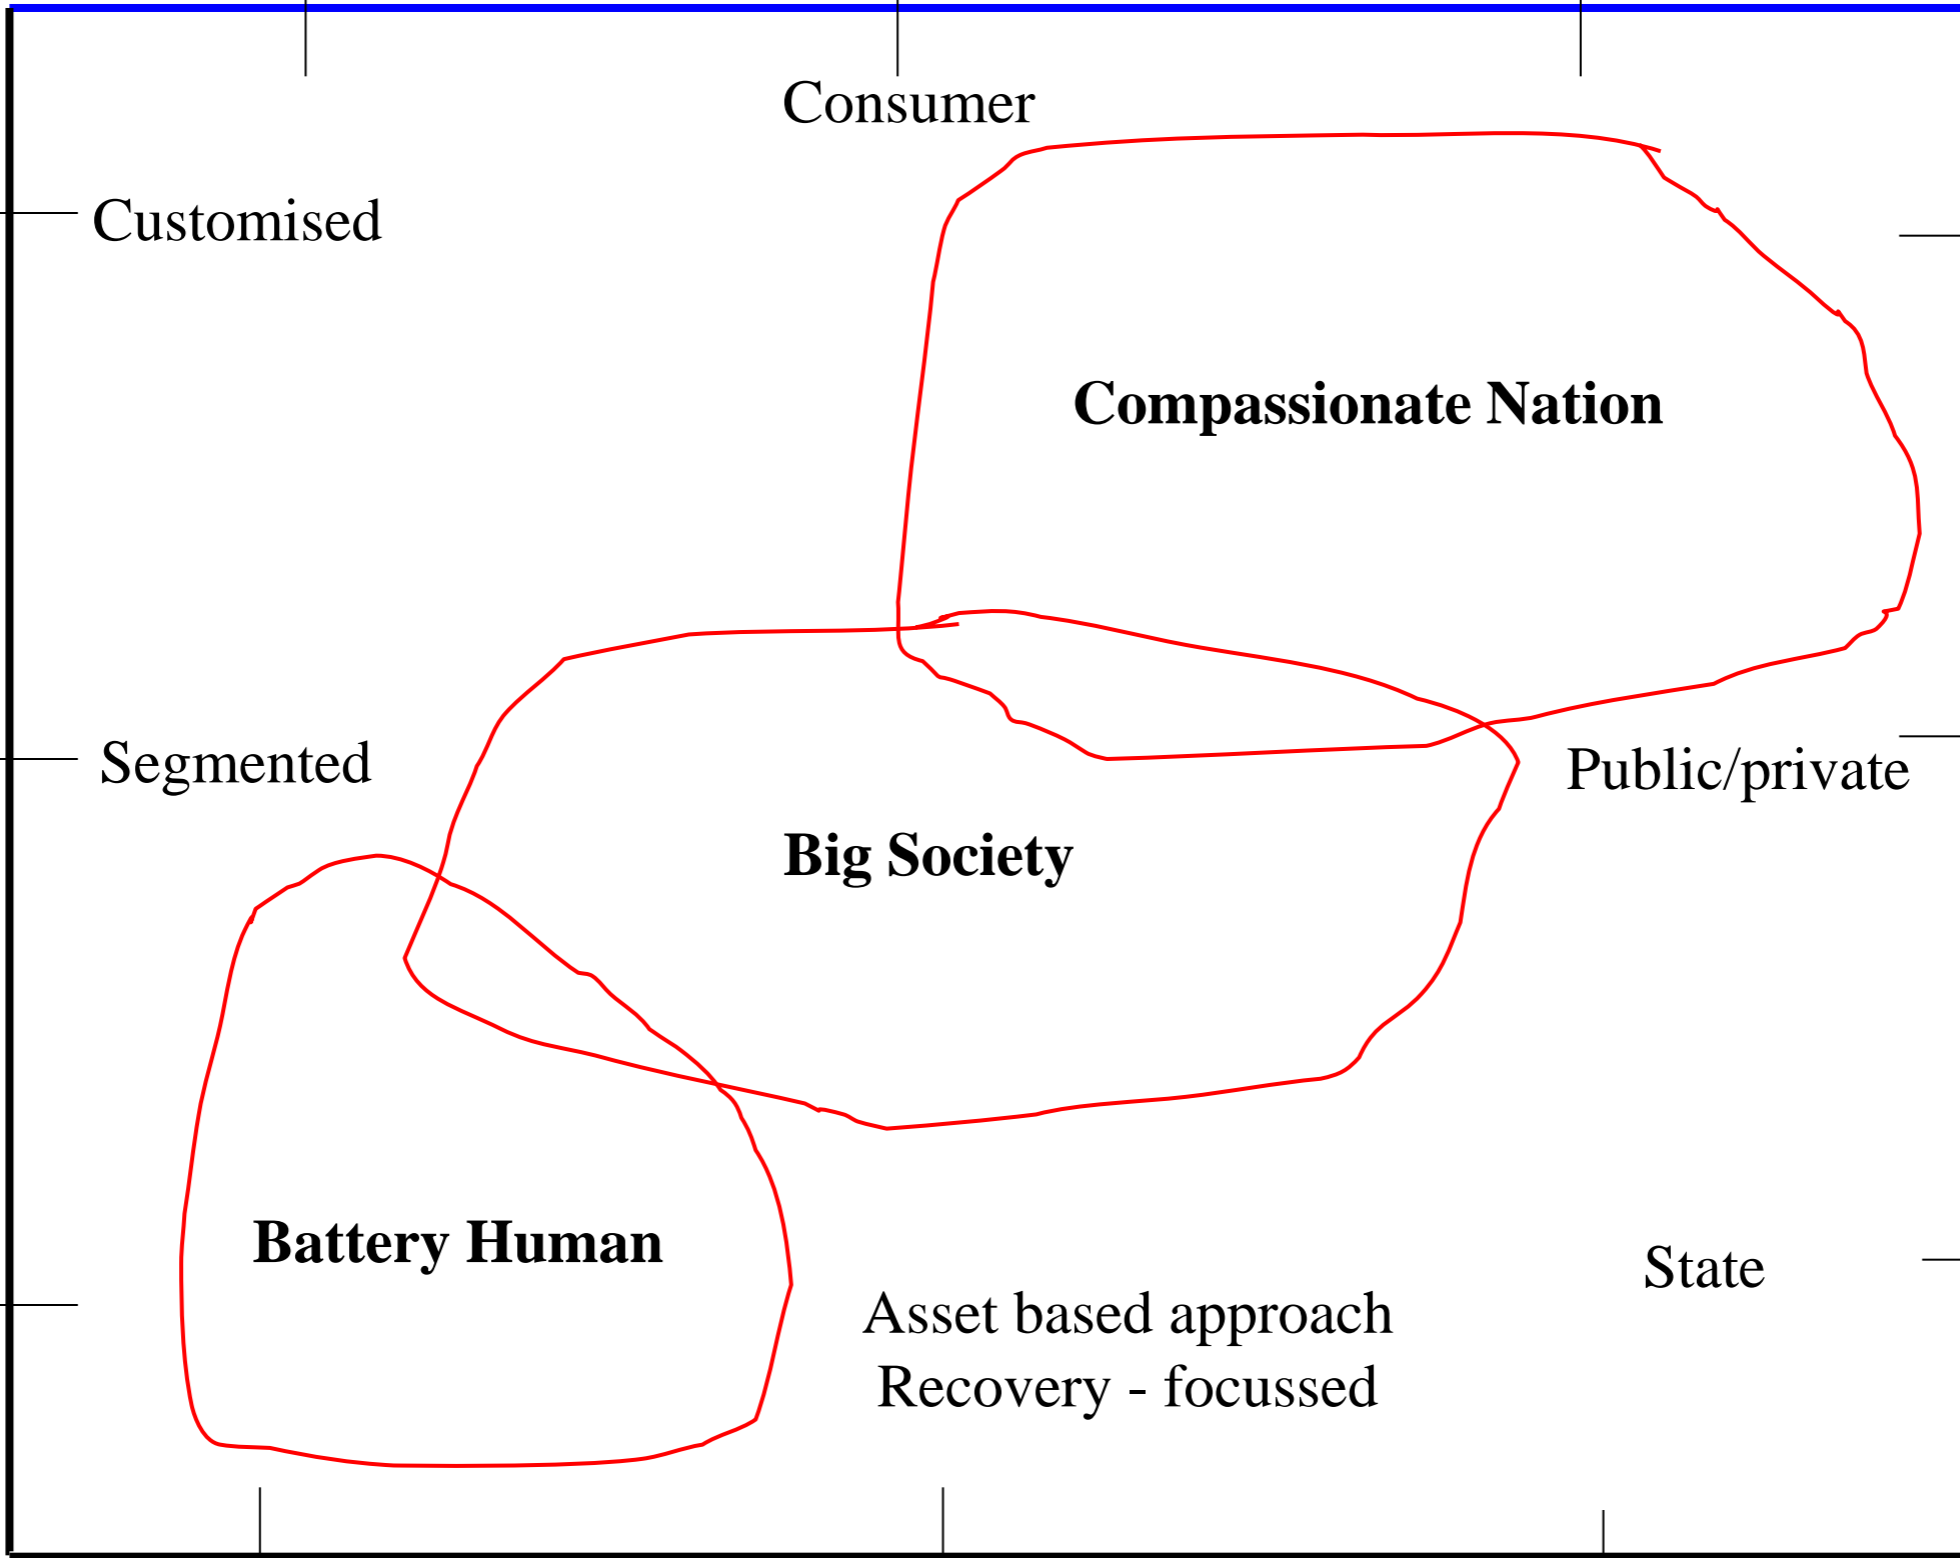 Consumer
Customised
Compassionate Nation
Segmented
Public/private
Big Society
Battery Human
State
Asset based approach
Recovery - focussed